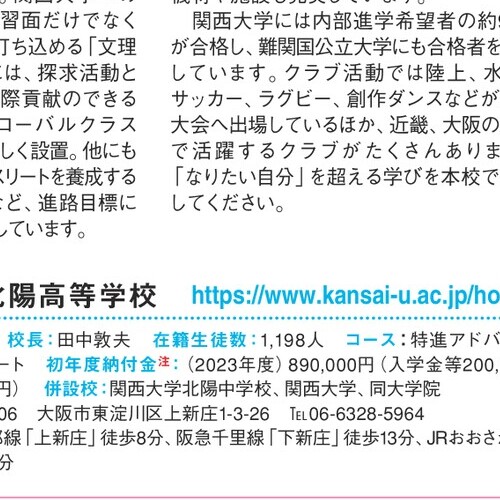 習面だけでなく
打ち込める「文理
には、探求活動と
際貢献のできる
コーバルクラス
しく設置。他にも
スリートを養成する
など、進路目標に
しています。
関西大学には内部進学希望者の約9
が合格し、難関国公立大学にも合格者を
しています。クラブ活動では陸上、水
サッカー、ラグビー、創作ダンスなどが
大会へ出場しているほか、近畿、大阪の
で活躍するクラブがたくさんありま
「なりたい自分」を超える学びを本校で
してください。
北陽高等学校 https://www.kansai-u.ac.jp/ho
校長：田中敦夫 在籍生徒数：1,198人 コース：特進アドバ
ート 初年度納付金注：（2023年度）890,000円（入学金等200,
円） 併設校：関西大学北陽中学校、関西大学、同大学院
06 大阪市東淀川区上新庄1-3-26 ℡06-6328-5964
都線「上新庄」徒歩8分、阪急千里線「下新庄」徒歩13分、JRおおさ
分